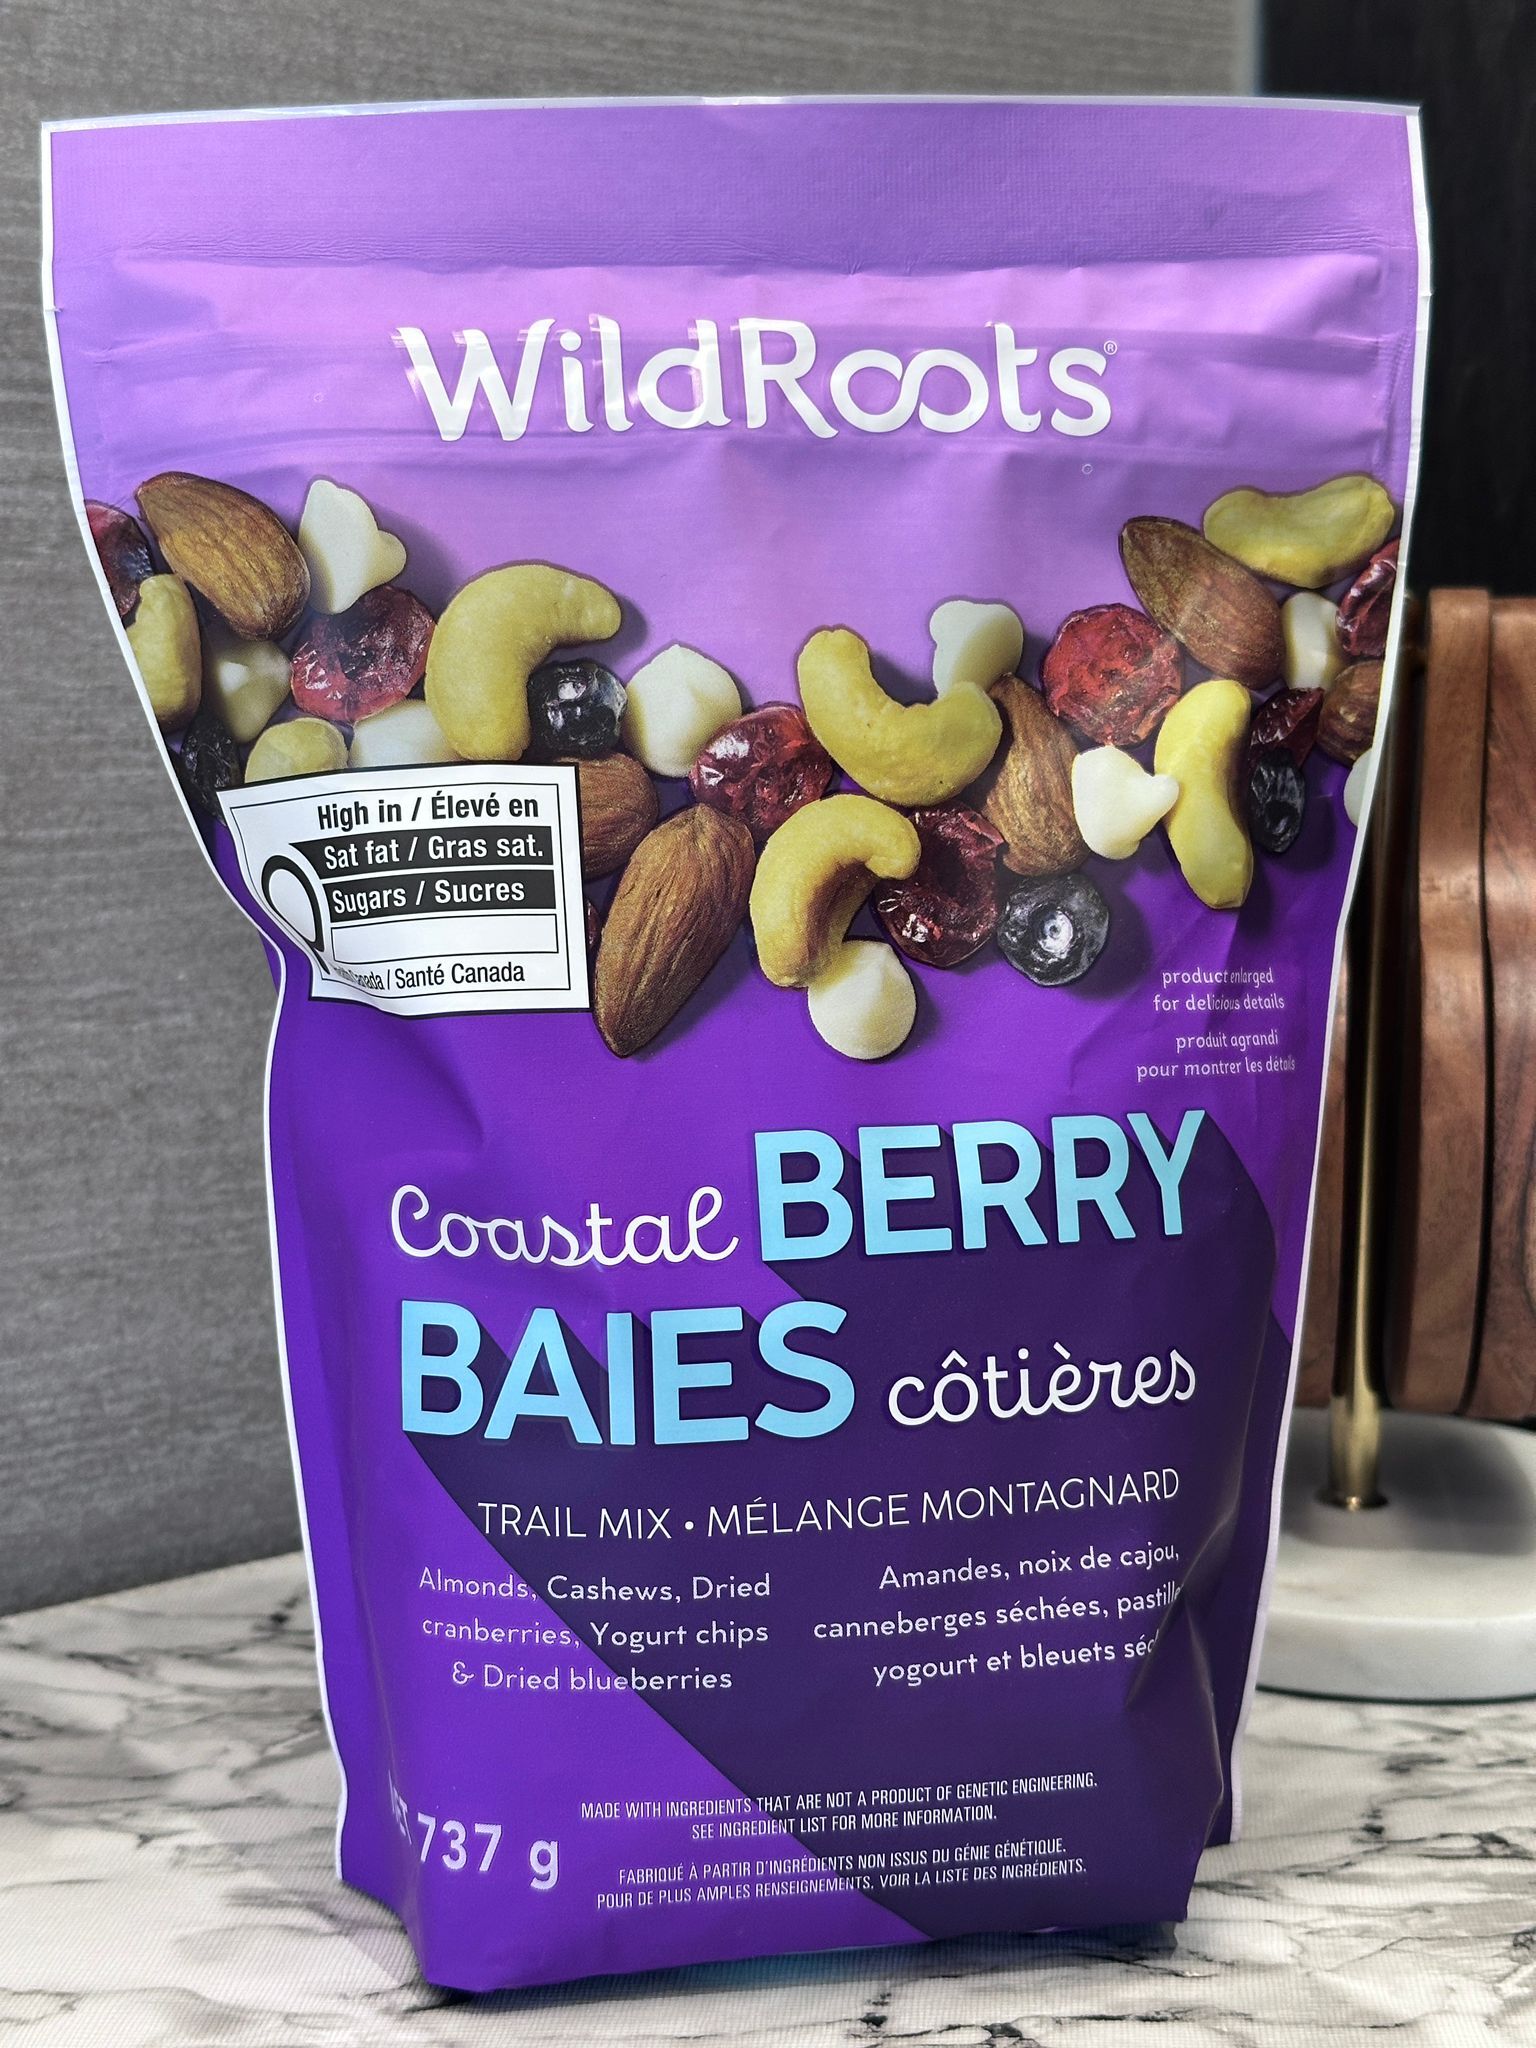 WildRoots®
High in / Élevé en
Sat fat / Gras sat.
Sugars / Sucres
/ Santé Canada
product enlarged
for delicious details
produit agrandi
pour montrer les détails
Coastal BERRY
BAIES côtières
TRAIL MIX • MÉLANGE MONTAGNARD
Almonds, Cashews, Dried
cranberries, Yogurt chips
& Dried blueberries
Amandes, noix de cajou,
canneberges séchées,
yogourt et bleuets
737 g
MADE WITH INGREDIENTS THAT ARE NOT A PRODUCT OF GENETIC ENGINEERING.
SEE INGREDIENT LIST FOR MORE INFORMATION.
FABRIQUÉ À PARTIR D'INGRÉDIENTS NON ISSUS DU GÉNIE GÉNÉTIQUE.
POUR DE PLUS AMPLES RENSEIGNEMENTS, VOIR LA LISTE DES INGRÉDIENTS.